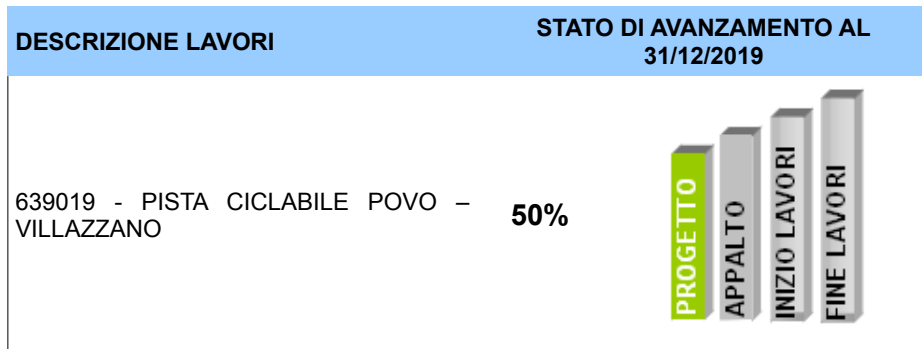 DESCRIZIONE LAVORI
STATO DI AVANZAMENTO AL
31/12/2019
639019 - PISTA CICLABILE POVO –
VILLAZZANO
50%
PROGETTO
APPALTO
INIZIO LAVORI
FINE LAVORI